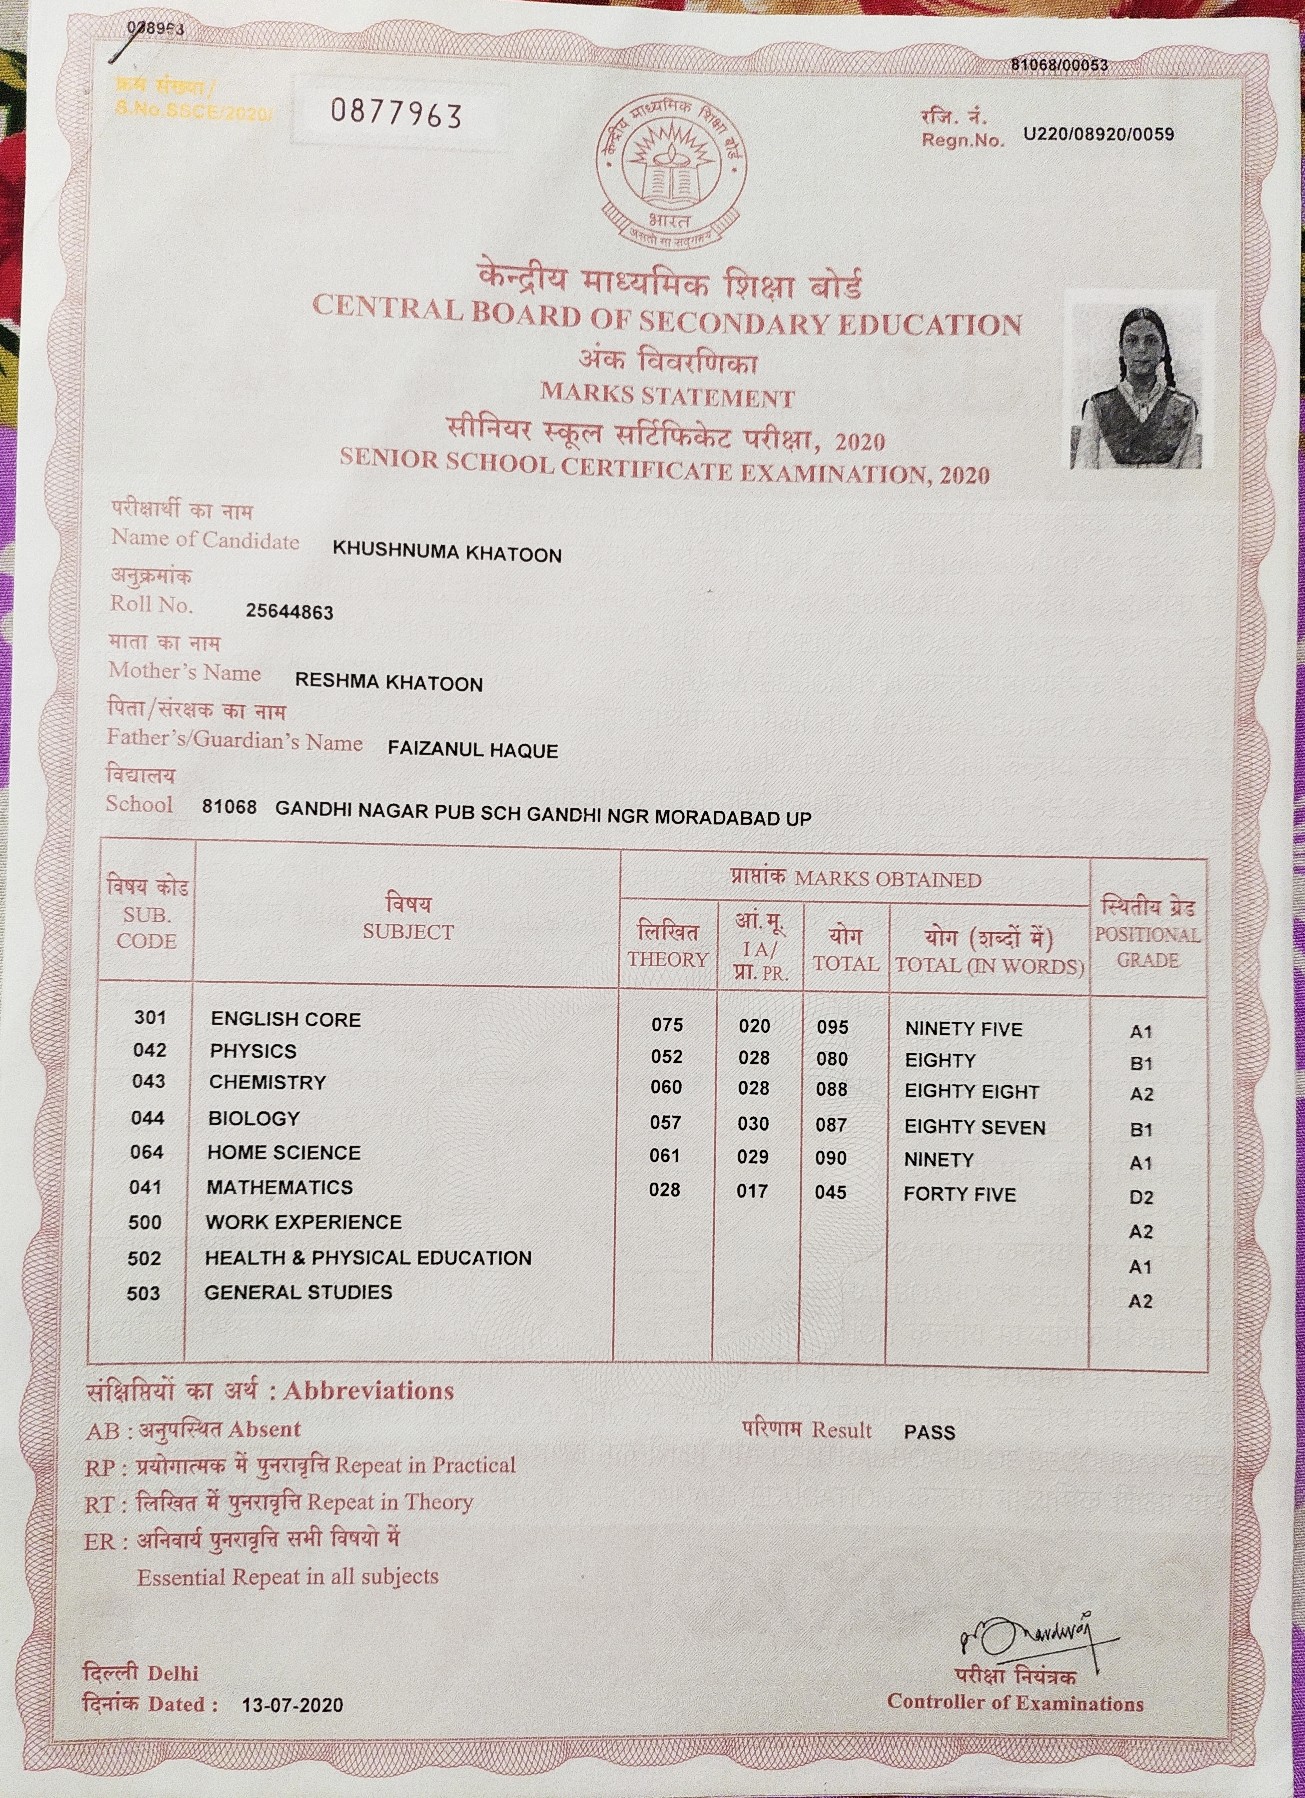 028963
81068/00053
क्रम संख्या/
S.No.SSCE/2020/
0877963
रजि. नं.
Regn.No. U220/08920/0059
केन्द्रीय माध्यमिक शिक्षा बोर्ड
भारत
असतो मा सद्गमय
केन्द्रीय माध्यमिक शिक्षा बोर्ड
CENTRAL BOARD OF SECONDARY EDUCATION
अंक विवरणिका
MARKS STATEMENT
सीनियर स्कूल सर्टिफिकेट परीक्षा, 2020
SENIOR SCHOOL CERTIFICATE EXAMINATION, 2020
परीक्षार्थी का नाम
Name of Candidate KHUSHNUMA KHATOON
अनुक्रमांक
Roll No. 25644863
माता का नाम
Mother's Name RESHMA KHATOON
पिता/संरक्षक का नाम
Father's/Guardian's Name FAIZANUL HAQUE
विद्यालय
School 81068 GANDHI NAGAR PUB SCH GANDHI NGR MORADABAD UP
विषय कोड
SUB.
CODE
विषय
SUBJECT
प्राप्तांक MARKS OBTAINED
लिखित
THEORY
आं.मू.
I A/
प्रा. PR.
योग
TOTAL
योग (शब्दों में)
TOTAL (IN WORDS)
स्थितीय ग्रेड
POSITIONAL
GRADE
301 ENGLISH CORE 075 020 095 NINETY FIVE A1
042 PHYSICS 052 028 080 EIGHTY B1
043 CHEMISTRY 060 028 088 EIGHTY EIGHT A2
044 BIOLOGY 057 030 087 EIGHTY SEVEN B1
064 HOME SCIENCE 061 029 090 NINETY A1
041 MATHEMATICS 028 017 045 FORTY FIVE D2
500 WORK EXPERIENCE A2
502 HEALTH & PHYSICAL EDUCATION A1
503 GENERAL STUDIES A2
संक्षिप्तियों का अर्थ : Abbreviations
AB : अनुपस्थित Absent
परिणाम Result PASS
RP : प्रयोगात्मक में पुनरावृत्ति Repeat in Practical
RT : लिखित में पुनरावृत्ति Repeat in Theory
ER : अनिवार्य पुनरावृत्ति सभी विषयो में
Essential Repeat in all subjects
दिल्ली Delhi
दिनांक Dated : 13-07-2020
परीक्षा नियंत्रक
Controller of Examinations